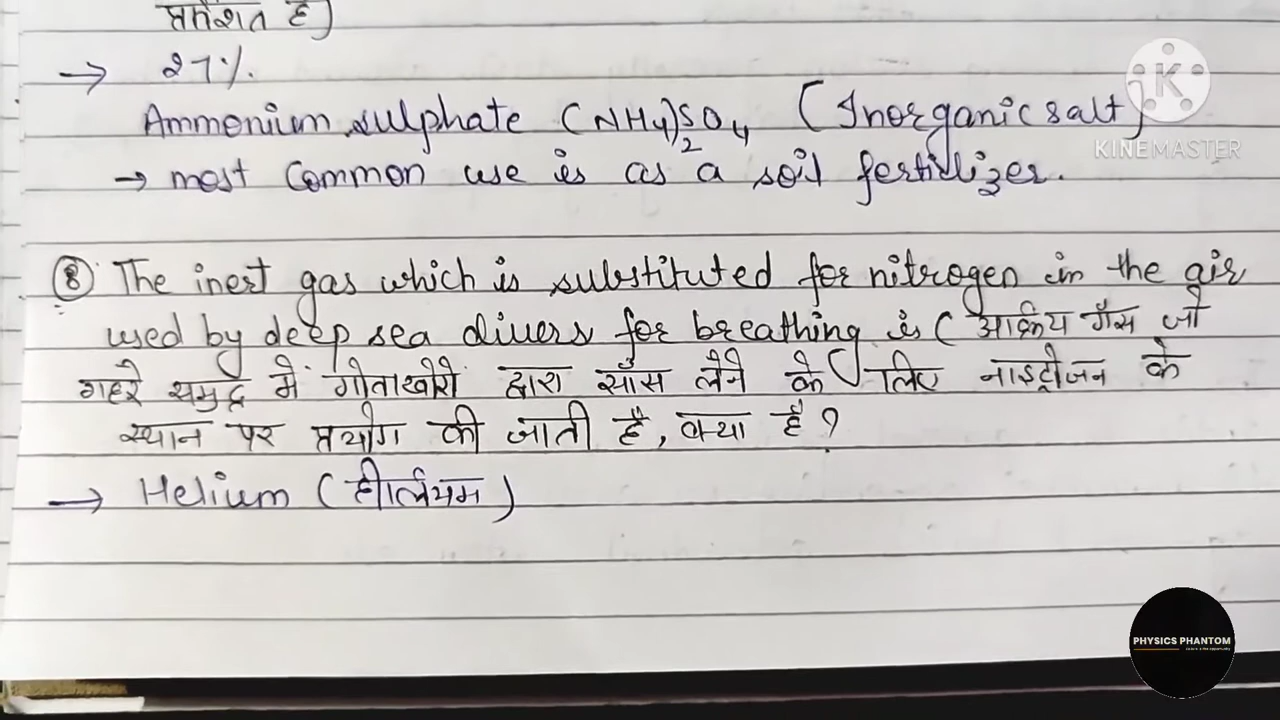 प्रतिशत है)
→ 27%.
Ammonium sulphate (NH4)2SO4 (Inorganic salt)
→ most common use is as a soil fertilizer.
⑧ The inert gas which is substituted for nitrogen in the air
used by deep sea divers for breathing is ( अक्रिय गैस जो
गहरे समुद्र में गोताखोरो द्वारा साँस लेने के लिए नाइट्रोजन के
स्थान पर प्रयोग की जाती है, क्या है ?
→ Helium (हीलियम)
KINEMASTER
PHYSICS PHANTOM